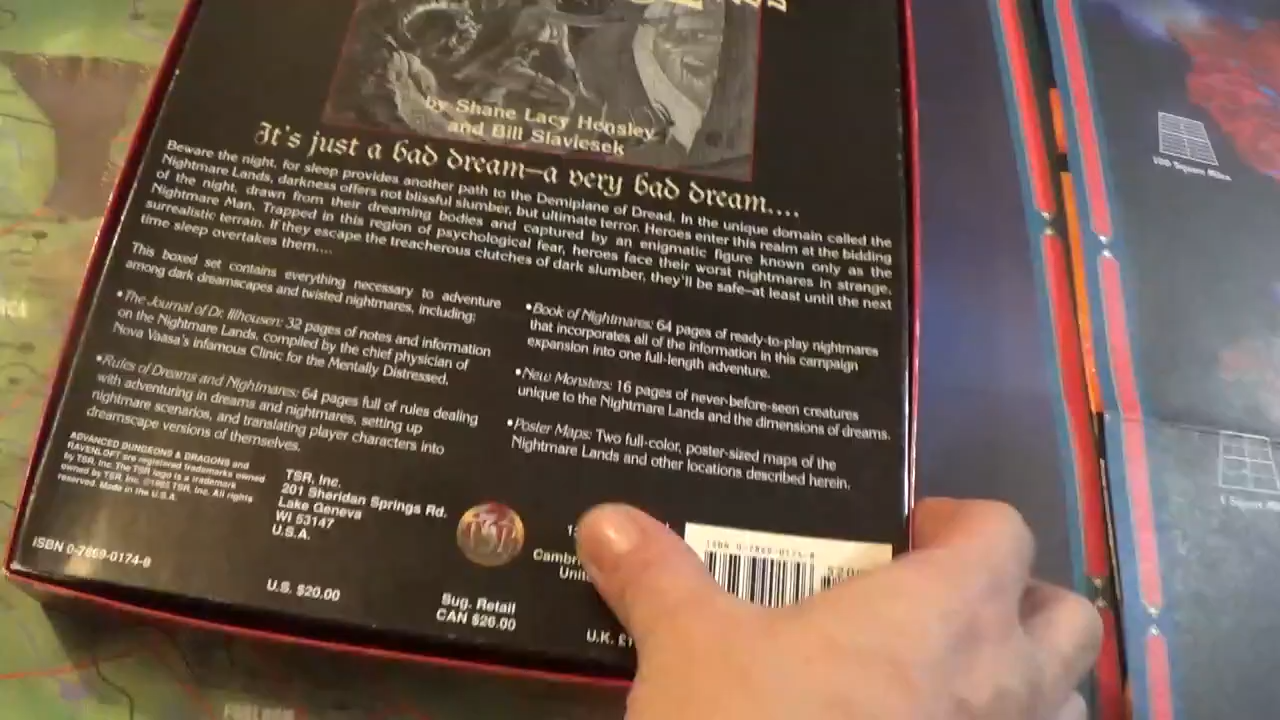 by Shane Lacy Hensley
and Bill Slavicsek
It's just a bad dream—a very bad dream....
Beware the night, for sleep provides another path to the Demiplane of Dread. In the unique domain called the
Nightmare Lands, darkness offers not blissful slumber, but ultimate terror. Heroes enter this realm at the bidding
of the night, drawn from their dreaming bodies and captured by an enigmatic figure known only as the
Nightmare Man. Trapped in this region of psychological fear, heroes face their worst nightmares in strange,
surrealistic terrain. If they escape the treacherous clutches of dark slumber, they'll be safe—at least until the next
time sleep overtakes them....
This boxed set contains everything necessary to adventure
among dark dreamscapes and twisted nightmares, including:
•The Journal of Dr. Illhousen: 32 pages of notes and information
on the Nightmare Lands, compiled by the chief physician of
Nova Vaasa's infamous Clinic for the Mentally Distressed.
•Rules of Dreams and Nightmares: 64 pages full of rules dealing
with adventuring in dreams and nightmares, setting up
nightmare scenarios, and translating player characters into
dreamscape versions of themselves.
•Book of Nightmares: 64 pages of ready-to-play nightmares
that incorporates all of the information in this campaign
expansion into one full-length adventure.
•New Monsters: 16 pages of never-before-seen creatures
unique to the Nightmare Lands and the dimensions of dreams.
•Poster Maps: Two full-color, poster-sized maps of the
Nightmare Lands and other locations described herein.
ADVANCED DUNGEONS & DRAGONS and
RAVENLOFT are registered trademarks owned
by TSR, Inc. The TSR logo is a trademark
owned by TSR, Inc. ©1995 TSR, Inc. All rights
reserved. Made in the U.S.A.
TSR, Inc.
201 Sheridan Springs Rd.
Lake Geneva
WI 53147
U.S.A.
TSR
ISBN 0-7869-0174-8
U.S. $20.00
Sug. Retail
CAN $26.00
U.K. £1
ISBN 0-7869-0174-8
100 Square Miles